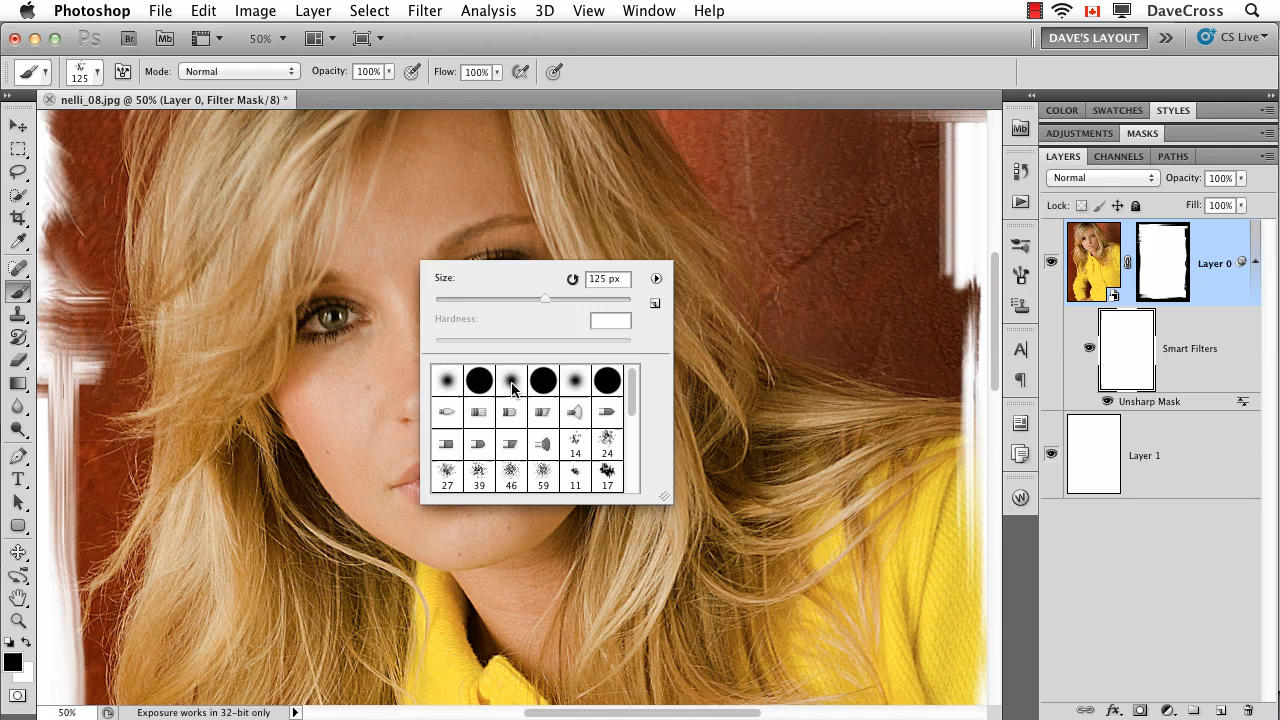 Photoshop File Edit Image Layer Select Filter Analysis 3D View Window Help DaveCross
Ps Br Mb 50% DAVE'S LAYOUT CS Live
125 Mode: Normal Opacity: 100% Flow: 100%
nelli_08.jpg @ 50% (Layer 0, Filter Mask/8) *
COLOR SWATCHES STYLES
Mb
ADJUSTMENTS MASKS
LAYERS CHANNELS PATHS
Normal Opacity: 100%
Lock: Fill: 100%
Layer 0
Size: 125 px
Hardness:
14 24
27 39 46 59 11 17
Smart Filters
Unsharp Mask
Layer 1
A
W
T
fx
50% Exposure works in 32-bit only